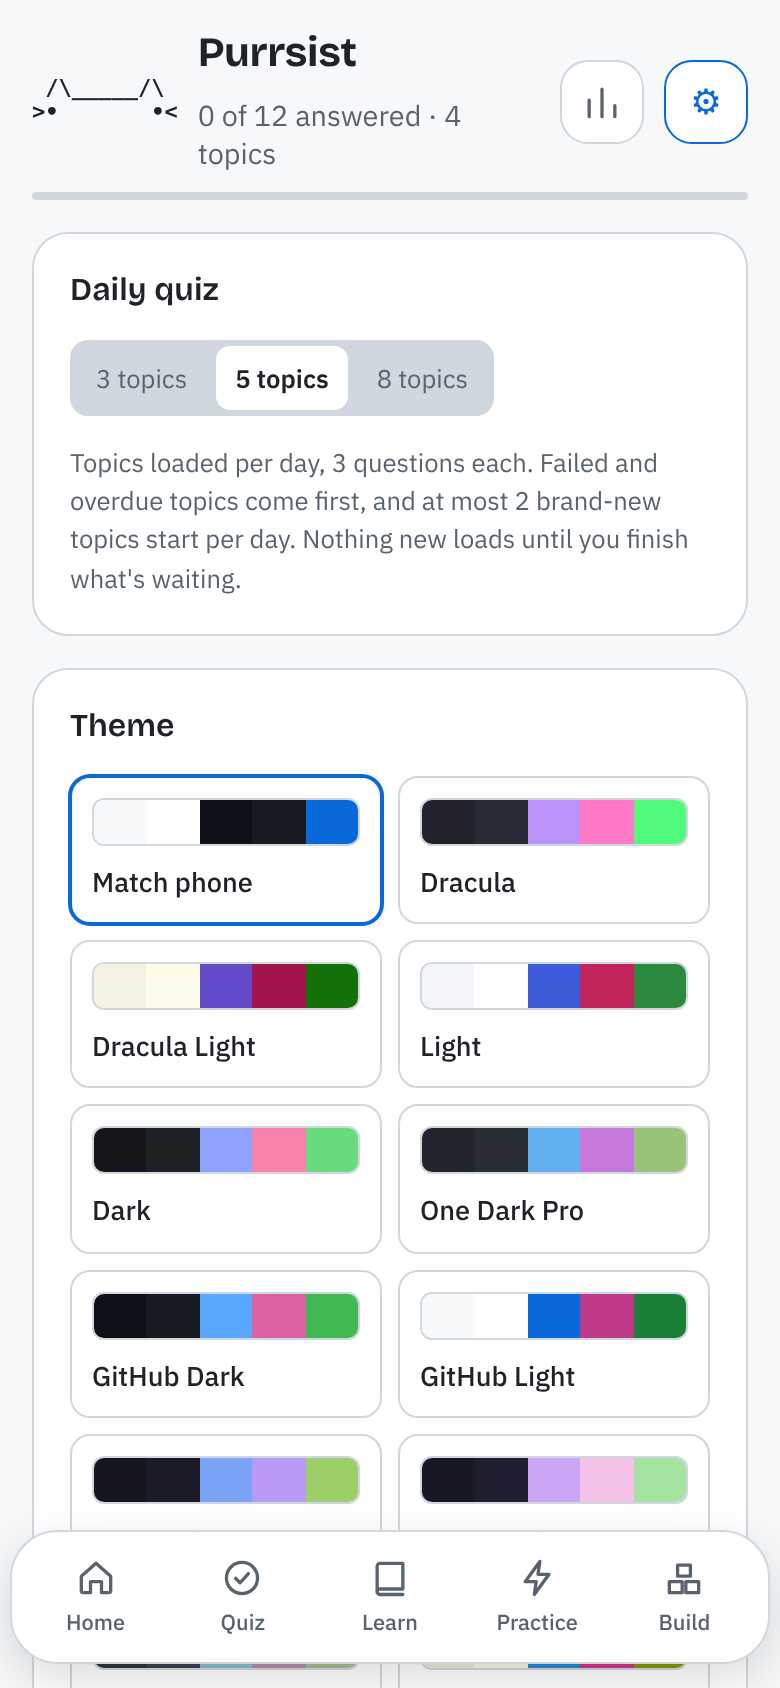 /\_____/\
>•       •<
Purrsist
0 of 12 answered · 4
topics
Daily quiz
3 topics
5 topics
8 topics
Topics loaded per day, 3 questions each. Failed and
overdue topics come first, and at most 2 brand-new
topics start per day. Nothing new loads until you finish
what's waiting.
Theme
Match phone
Dracula
Dracula Light
Light
Dark
One Dark Pro
GitHub Dark
GitHub Light
Home
Quiz
Learn
Practice
Build